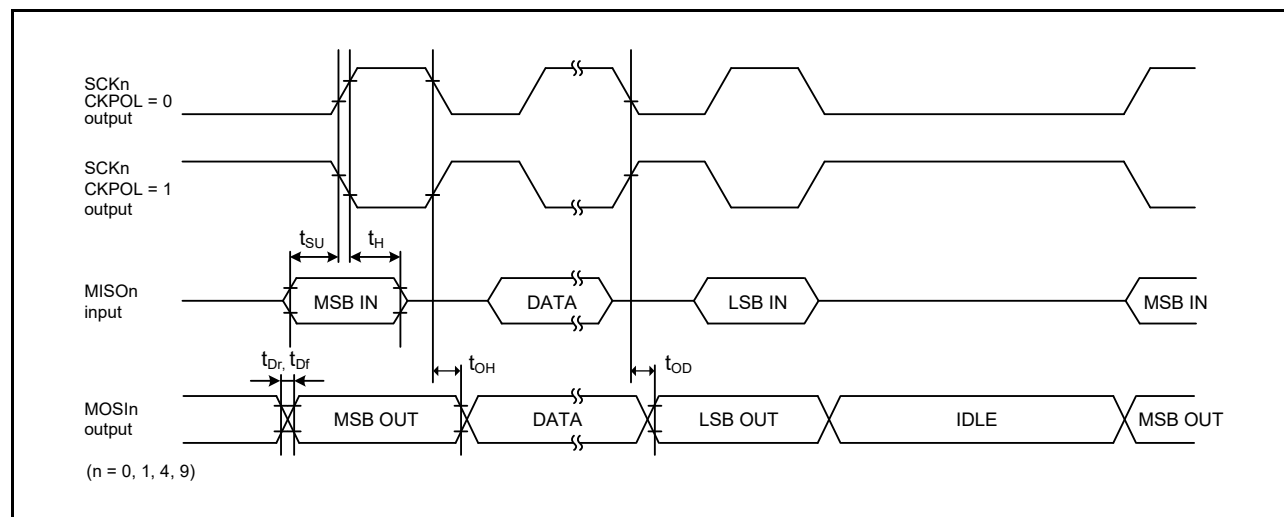 SCKn
CKPOL = 0
output
SCKn
CKPOL = 1
output
tSU
tH
MISOn
input
MSB IN
DATA
LSB IN
MSB IN
tDr, tDf
tOH
tOD
MOSIn
output
MSB OUT
DATA
LSB OUT
IDLE
MSB OUT
(n = 0, 1, 4, 9)